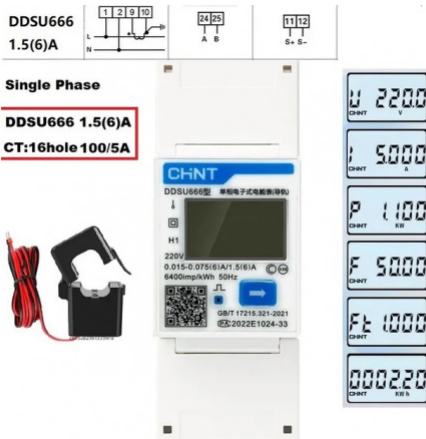 DDSU666
1.5(6)A
1 2 9 10
L
N
24 25
A B
11 12
S+ S-
Single Phase
DDSU666 1.5(6)A
CT:16hole 100/5A
CHNT
DDSU666型 单相电子式电能表(导轨)
H1
220V
0.015-0.075(6)A/1.5(6)A
6400imp/kWh 50Hz
GB/T 17215.321-2021
2022E1024-33
U 220.0
CHNT V
I 5.000
CHNT A
P 1.100
CHNT KW
F 50.00
CHNT
Ft 1.000
CHNT
0002.20
CHNT KWh